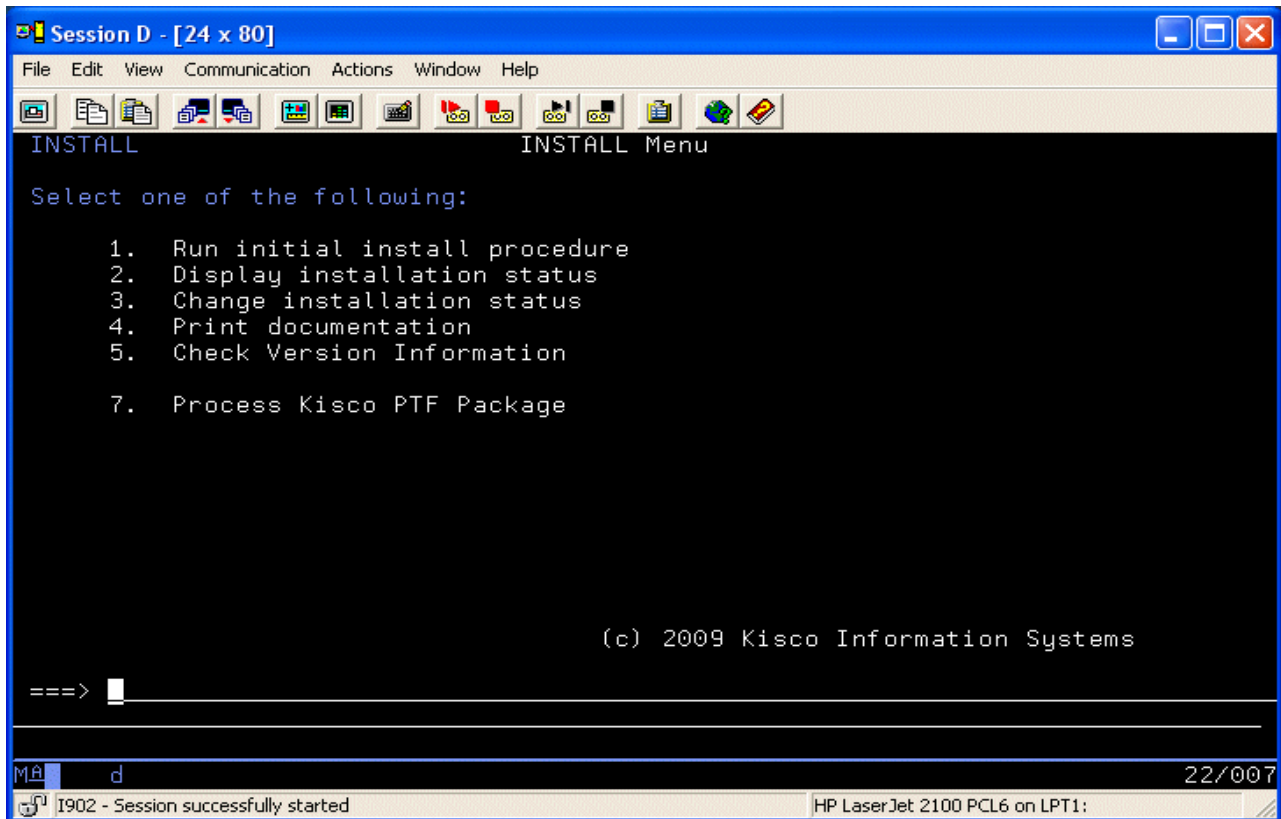 Session D - [24 x 80]
File Edit View Communication Actions Window Help
INSTALL INSTALL Menu
Select one of the following:
1. Run initial install procedure
2. Display installation status
3. Change installation status
4. Print documentation
5. Check Version Information
7. Process Kisco PTF Package
(c) 2009 Kisco Information Systems
===>
MA d 22/007
I902 - Session successfully started HP LaserJet 2100 PCL6 on LPT1: